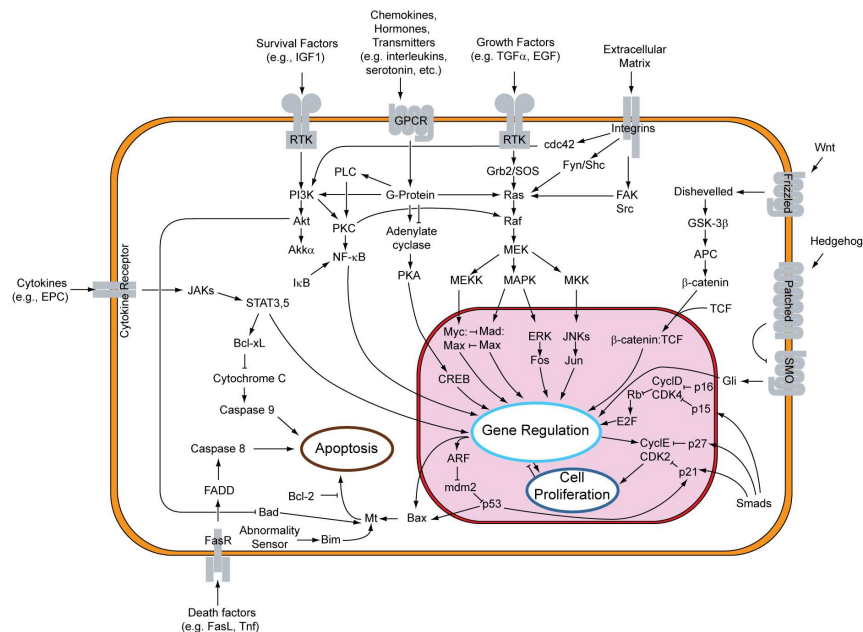 Chemokines,
Hormones,
Transmitters
(e.g. interleukins,
serotonin, etc.)
Survival Factors
(e.g., IGF1)
Growth Factors
(e.g. TGFα, EGF)
Extracellular
Matrix
RTK
GPCR
RTK
Integrins
cdc42
Wnt
PLC
Grb2/SOS
Fyn/Shc
Frizzled
PI3K
G-Protein
Ras
FAK
Src
Dishevelled
Akt
PKC
Adenylate
cyclase
Raf
GSK-3β
Akkα
NF-κB
MEK
APC
Hedgehog
IκB
PKA
MEKK
MAPK
MKK
β-catenin
Cytokines
(e.g., EPC)
Cytokine Receptor
JAKs
STAT3,5
TCF
Patched
Myc:
Max
Mad:
Max
ERK
Fos
JNKs
Jun
β-catenin:TCF
Bcl-xL
Cytochrome C
CREB
Gli
SMO
CyclD
CDK4
p16
p15
Rb
E2F
Caspase 9
Gene Regulation
Caspase 8
Apoptosis
ARF
CyclE
CDK2
p27
p21
FADD
Bcl-2
mdm2
Cell
Proliferation
Smads
Bad
Mt
Bax
p53
FasR
Abnormality
Sensor
Bim
Death factors
(e.g. FasL, Tnf)